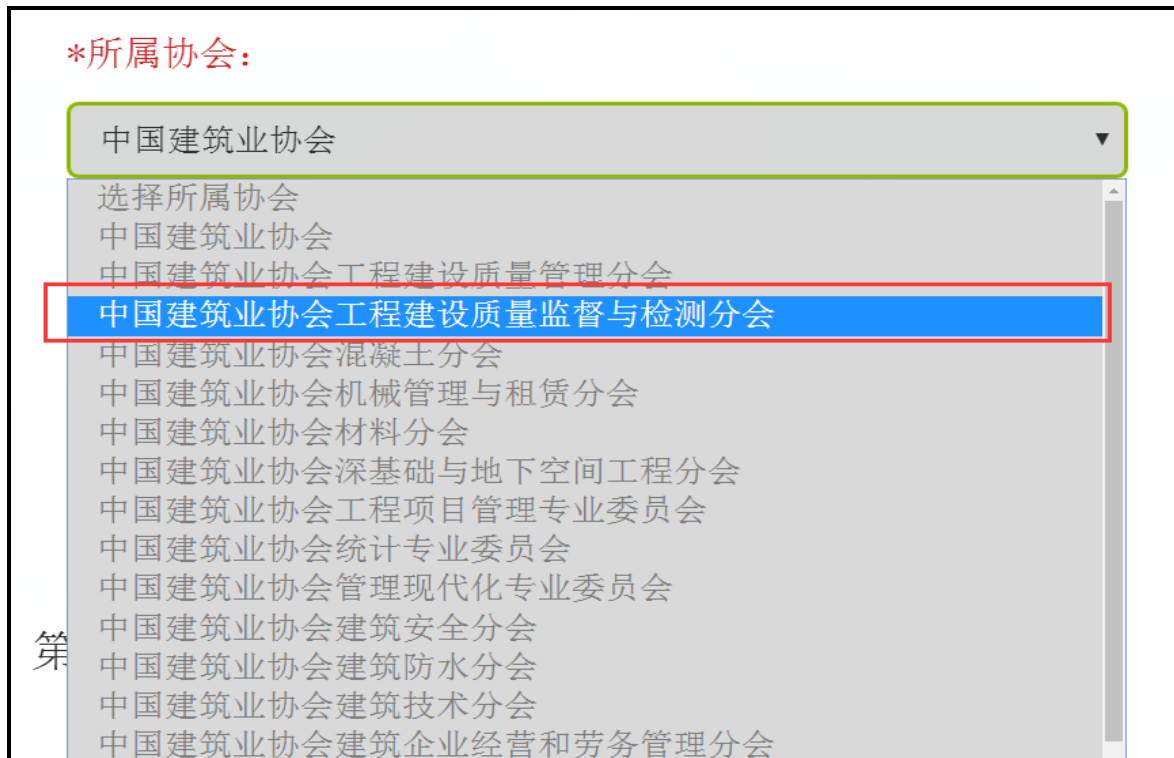 *所属协会：
中国建筑业协会
选择所属协会
中国建筑业协会
中国建筑业协会工程建设质量管理分会
中国建筑业协会工程建设质量监督与检测分会
中国建筑业协会混凝土分会
中国建筑业协会机械管理与租赁分会
中国建筑业协会材料分会
中国建筑业协会深基础与地下空间工程分会
中国建筑业协会工程项目管理专业委员会
中国建筑业协会统计专业委员会
中国建筑业协会管理现代化专业委员会
中国建筑业协会建筑安全分会
第
中国建筑业协会建筑防水分会
中国建筑业协会建筑技术分会
中国建筑业协会建筑企业经营和劳务管理分会